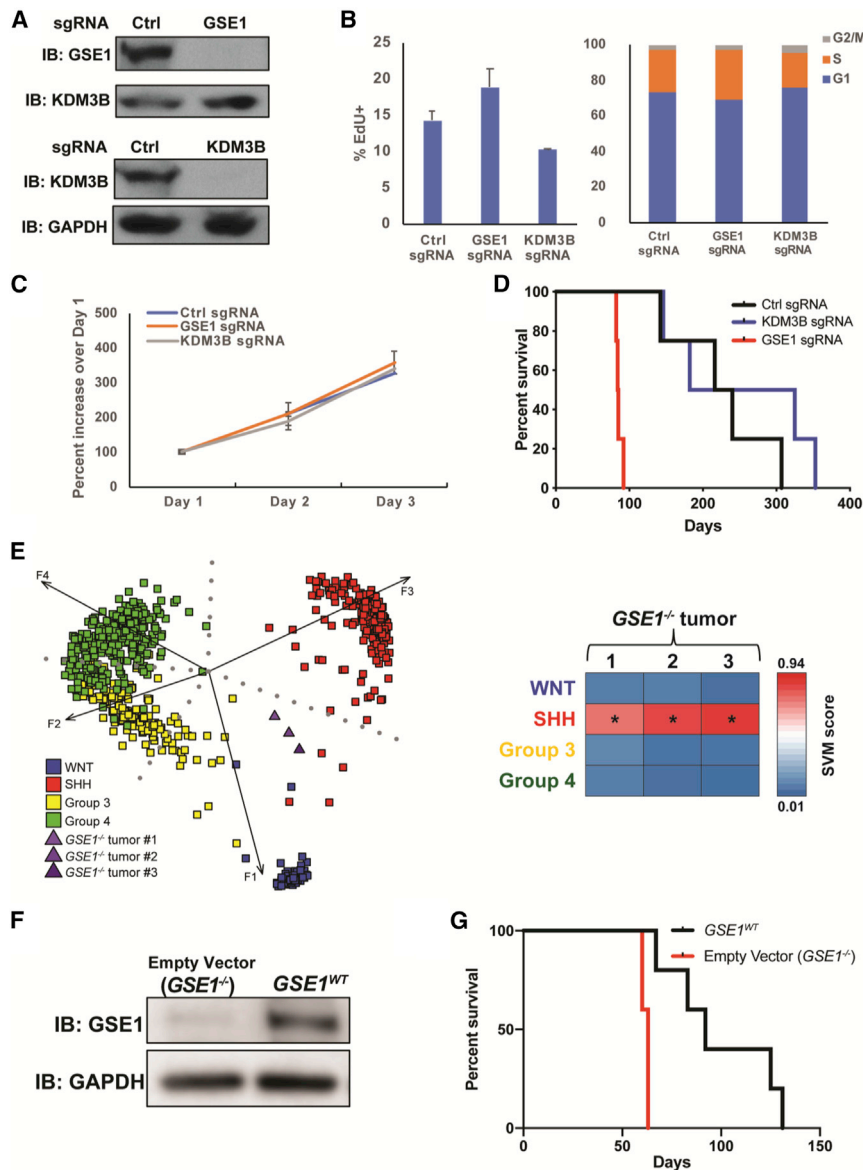 A
sgRNA Ctrl GSE1
IB: GSE1
IB: KDM3B
sgRNA Ctrl KDM3B
IB: KDM3B
IB: GAPDH
B
% EdU+
25
20
15
10
5
0
Ctrl sgRNA
GSE1 sgRNA
KDM3B sgRNA
100
80
60
40
20
0
Ctrl sgRNA
GSE1 sgRNA
KDM3B sgRNA
G2/M
S
G1
C
Percent increase over Day 1
500
400
300
200
100
0
Ctrl sgRNA
GSE1 sgRNA
KDM3B sgRNA
Day 1 Day 2 Day 3
D
Percent survival
100
80
60
40
20
0
Ctrl sgRNA
KDM3B sgRNA
GSE1 sgRNA
0 100 200 300 400
Days
E
F4
F3
F2
F1
WNT
SHH
Group 3
Group 4
GSE1-/- tumor #1
GSE1-/- tumor #2
GSE1-/- tumor #3
GSE1-/- tumor
1 2 3
WNT
SHH * * *
Group 3
Group 4
0.94
SVM score
0.01
F
Empty Vector
(GSE1-/-) GSE1WT
IB: GSE1
IB: GAPDH
G
Percent survival
100
50
0
GSE1WT
Empty Vector (GSE1-/-)
0 50 100 150
Days